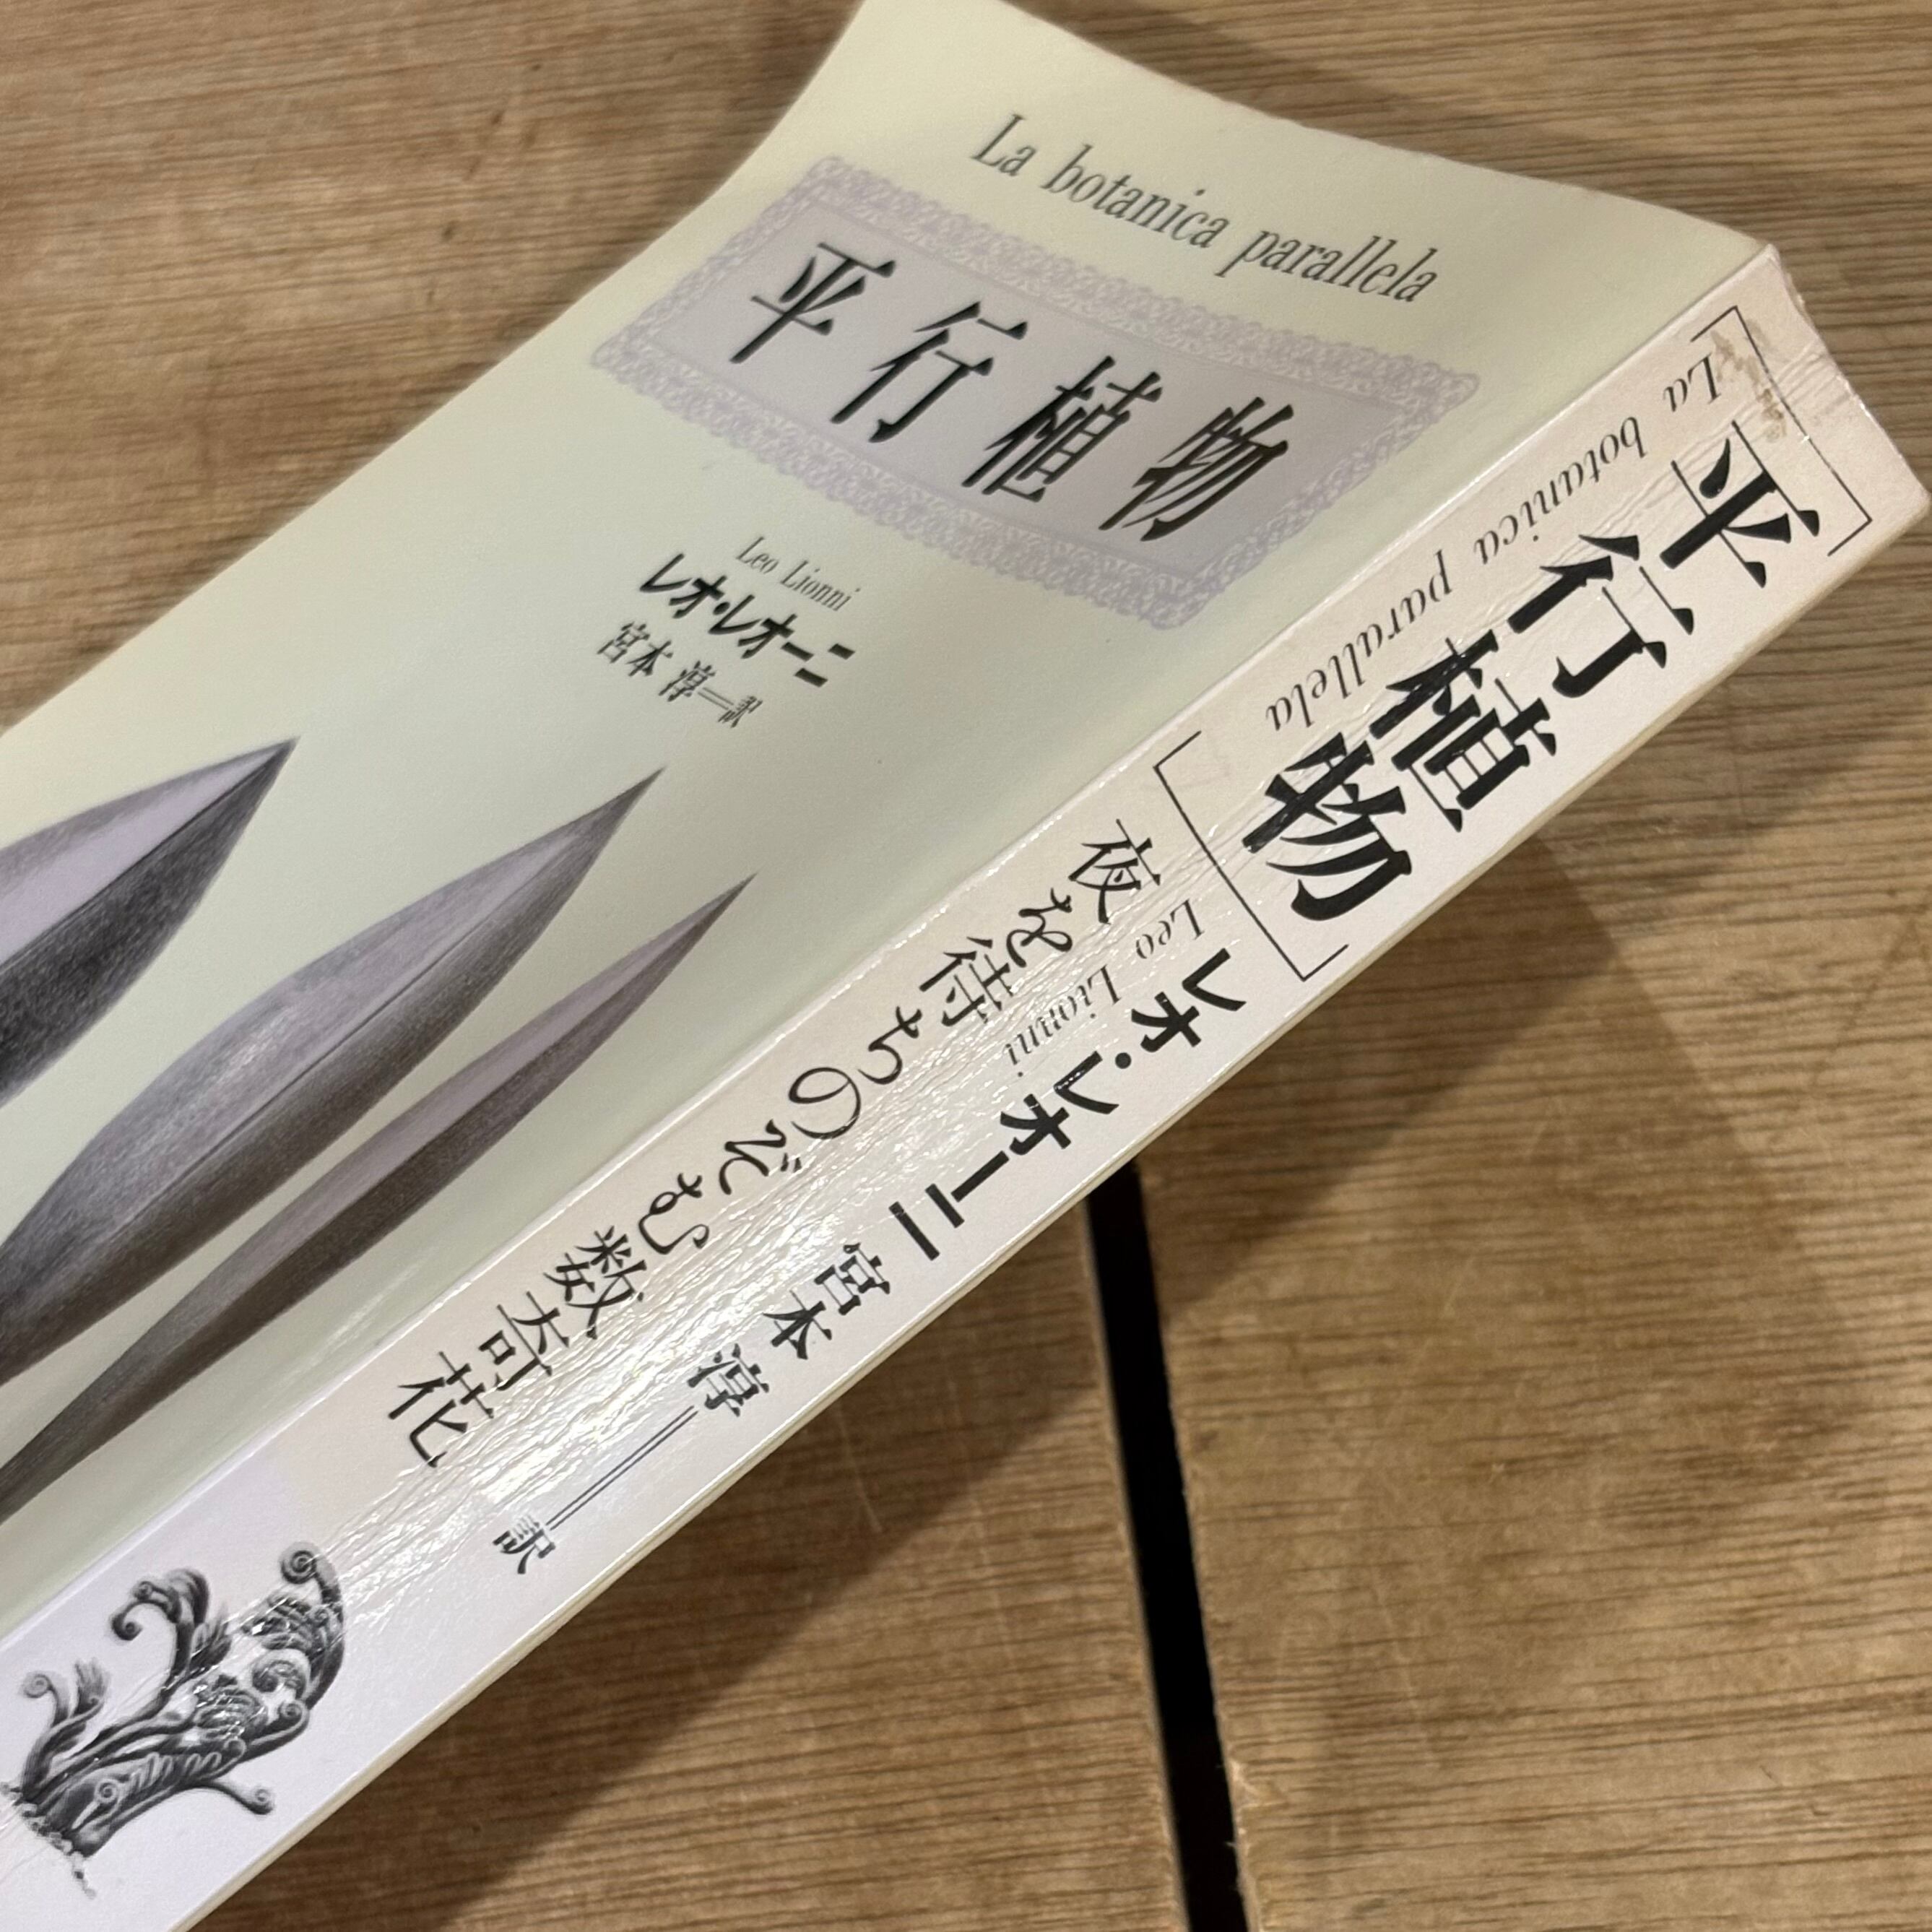 La botanica parallela
平行植物
Leo Lionni
レオ・レオーニ
宮本 淳＝訳
平行植物
La botanica parallela
レオ・レオーニ 宮本 淳＝訳
Leo Lionni
夜を待ちのぞむ数奇花